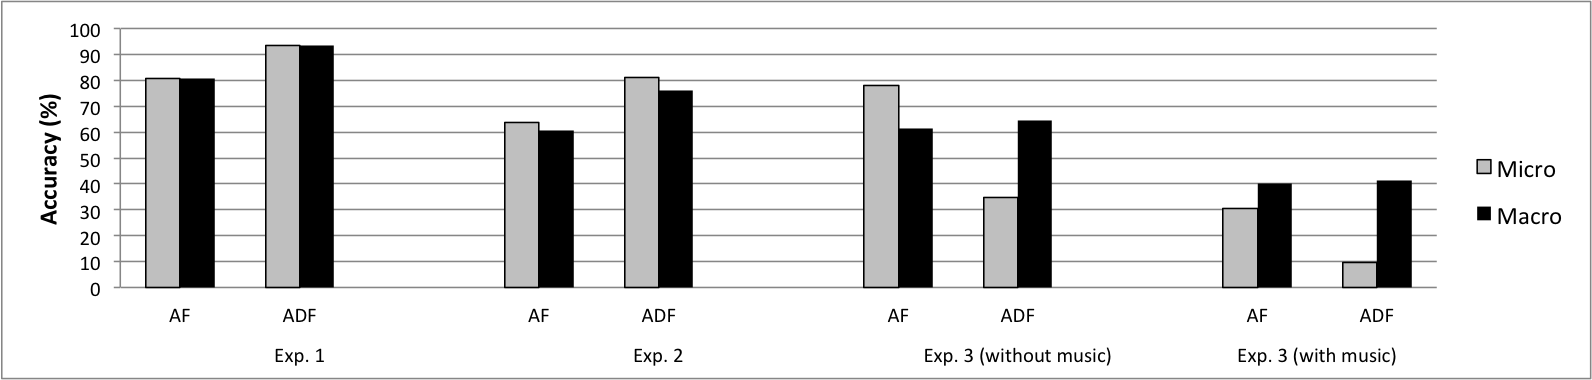 Accuracy (%)
100
90
80
70
60
50
40
30
20
10
0
AF ADF AF ADF AF ADF AF ADF
Exp. 1 Exp. 2 Exp. 3 (without music) Exp. 3 (with music)
Micro
Macro